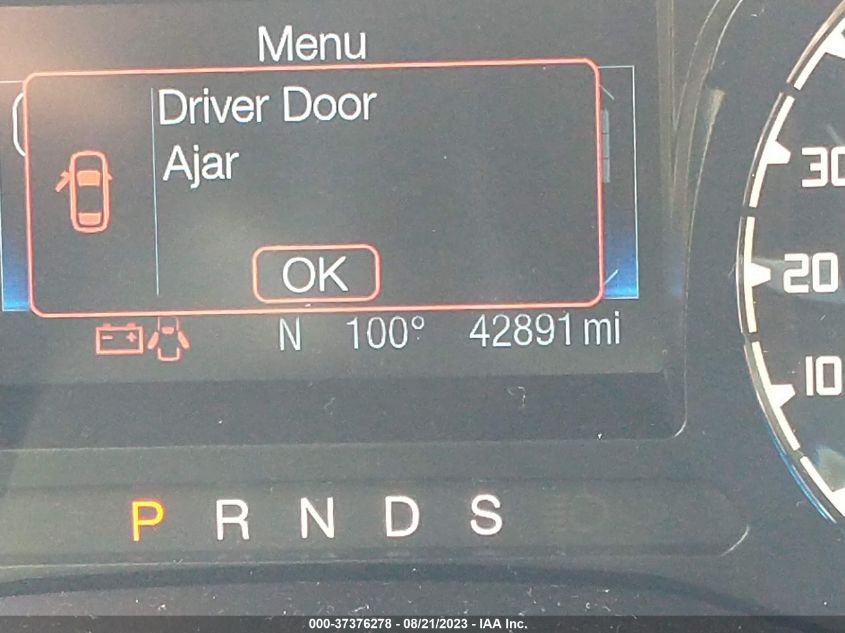 Menu
Driver Door
Ajar
OK
N 100° 42891 mi
30
20
10
P R N D S
000-37376278 - 08/21/2023 - IAA Inc.